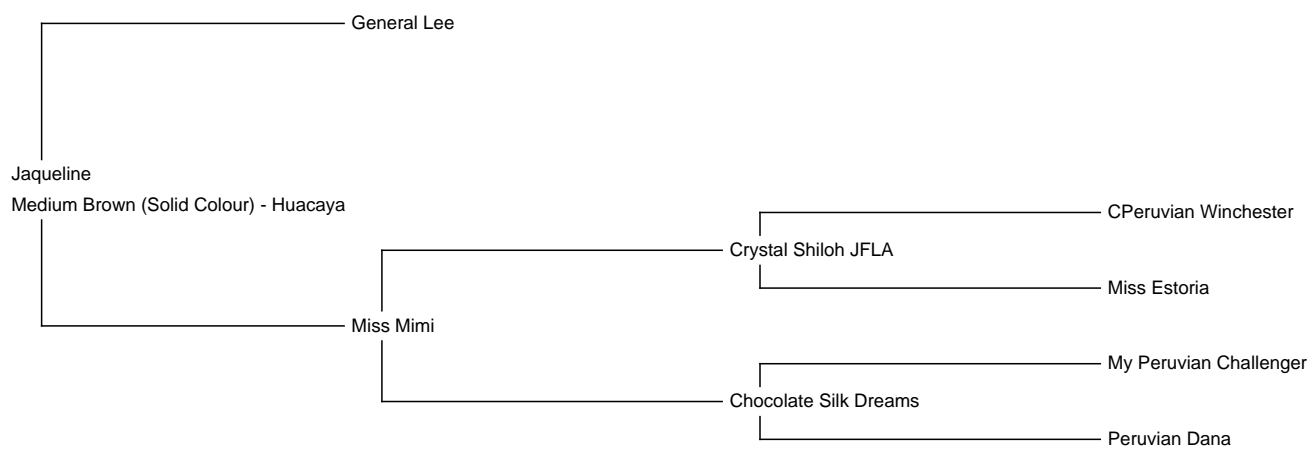 General Lee
Jaqueline
Medium Brown (Solid Colour) - Huacaya
CPeruvian Winchester
Crystal Shiloh JFLA
Miss Estoria
Miss Mimi
My Peruvian Challenger
Chocolate Silk Dreams
Peruvian Dana